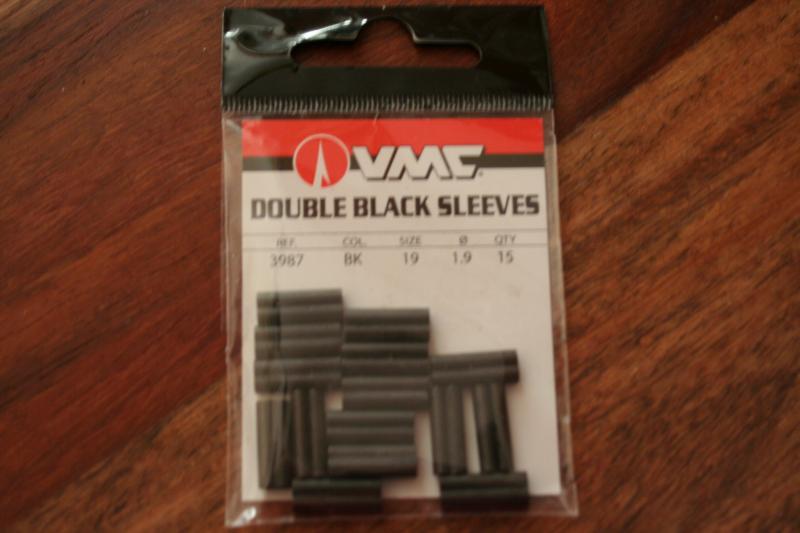 VMC
DOUBLE BLACK SLEEVES
REF. COL. SIZE Ø QTY
3987 BK 19 1.9 15